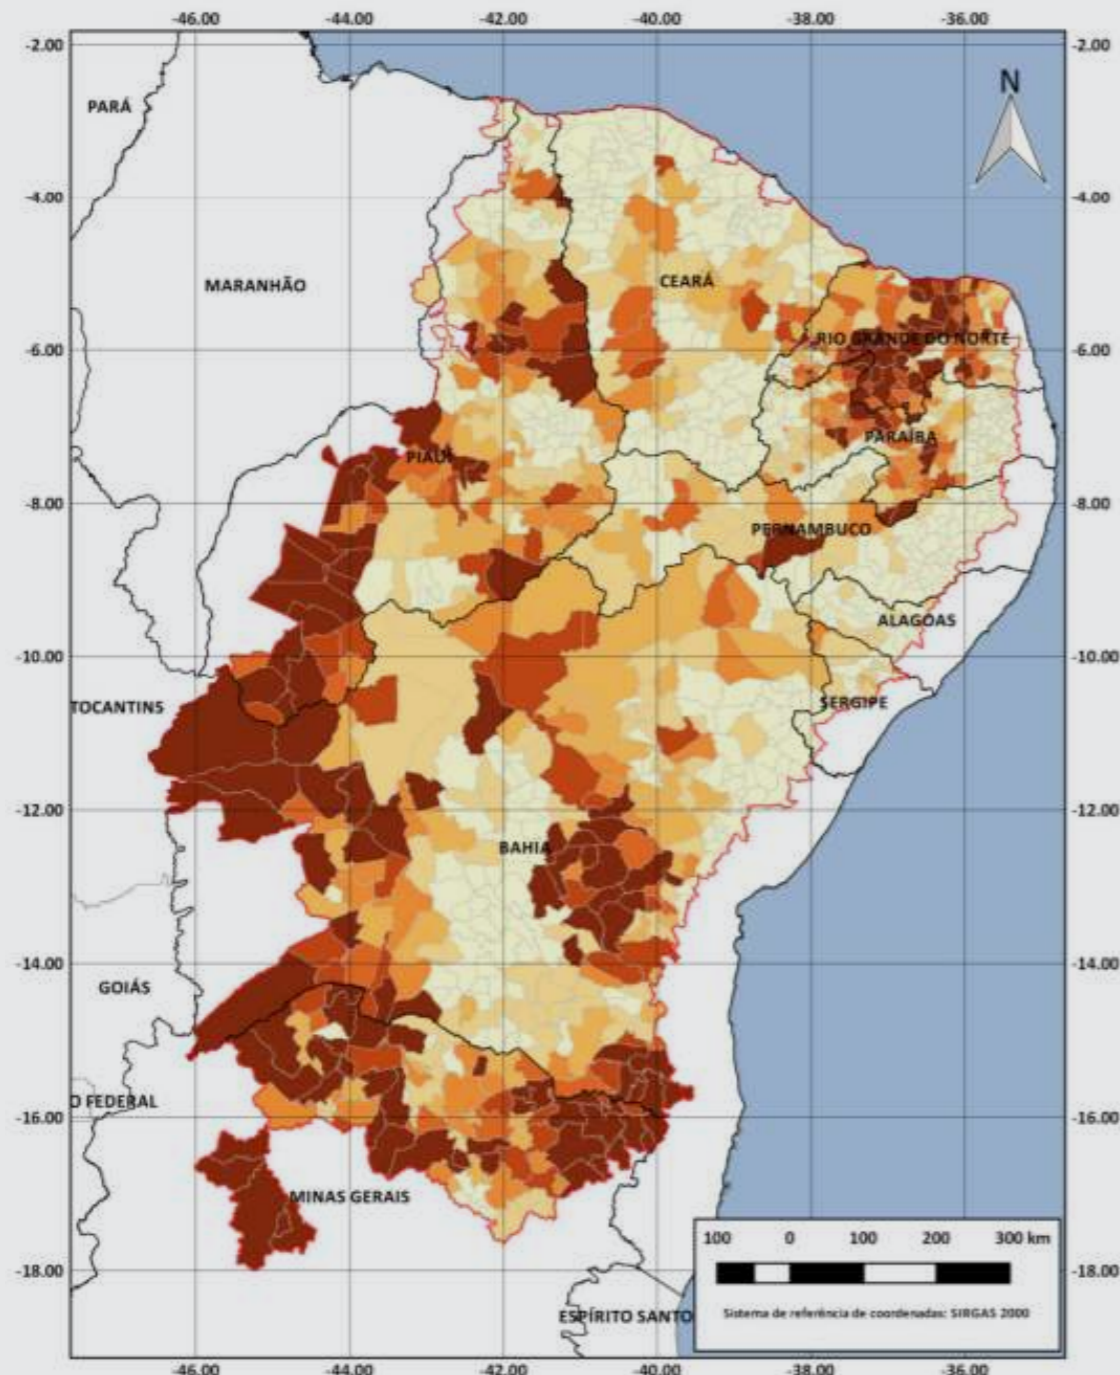 -46.00 -44.00 -42.00 -40.00 -38.00 -36.00
-2.00 -2.00
N
PARÁ
-4.00 -4.00
MARANHÃO
CEARÁ
-6.00 -6.00
RIO GRANDE DO NORTE
PARAÍBA
PIAUÍ
-8.00 -8.00
PERNAMBUCO
ALAGOAS
-10.00 -10.00
TOCANTINS
SERGIPE
-12.00 -12.00
BAHIA
-14.00 -14.00
GOIÁS
O FEDERAL
-16.00 -16.00
MINAS GERAIS
100 0 100 200 300 km
-18.00 -18.00
Sistema de referência de coordenadas: SIRGAS 2000
ESPÍRITO SANTO
-46.00 -44.00 -42.00 -40.00 -38.00 -36.00